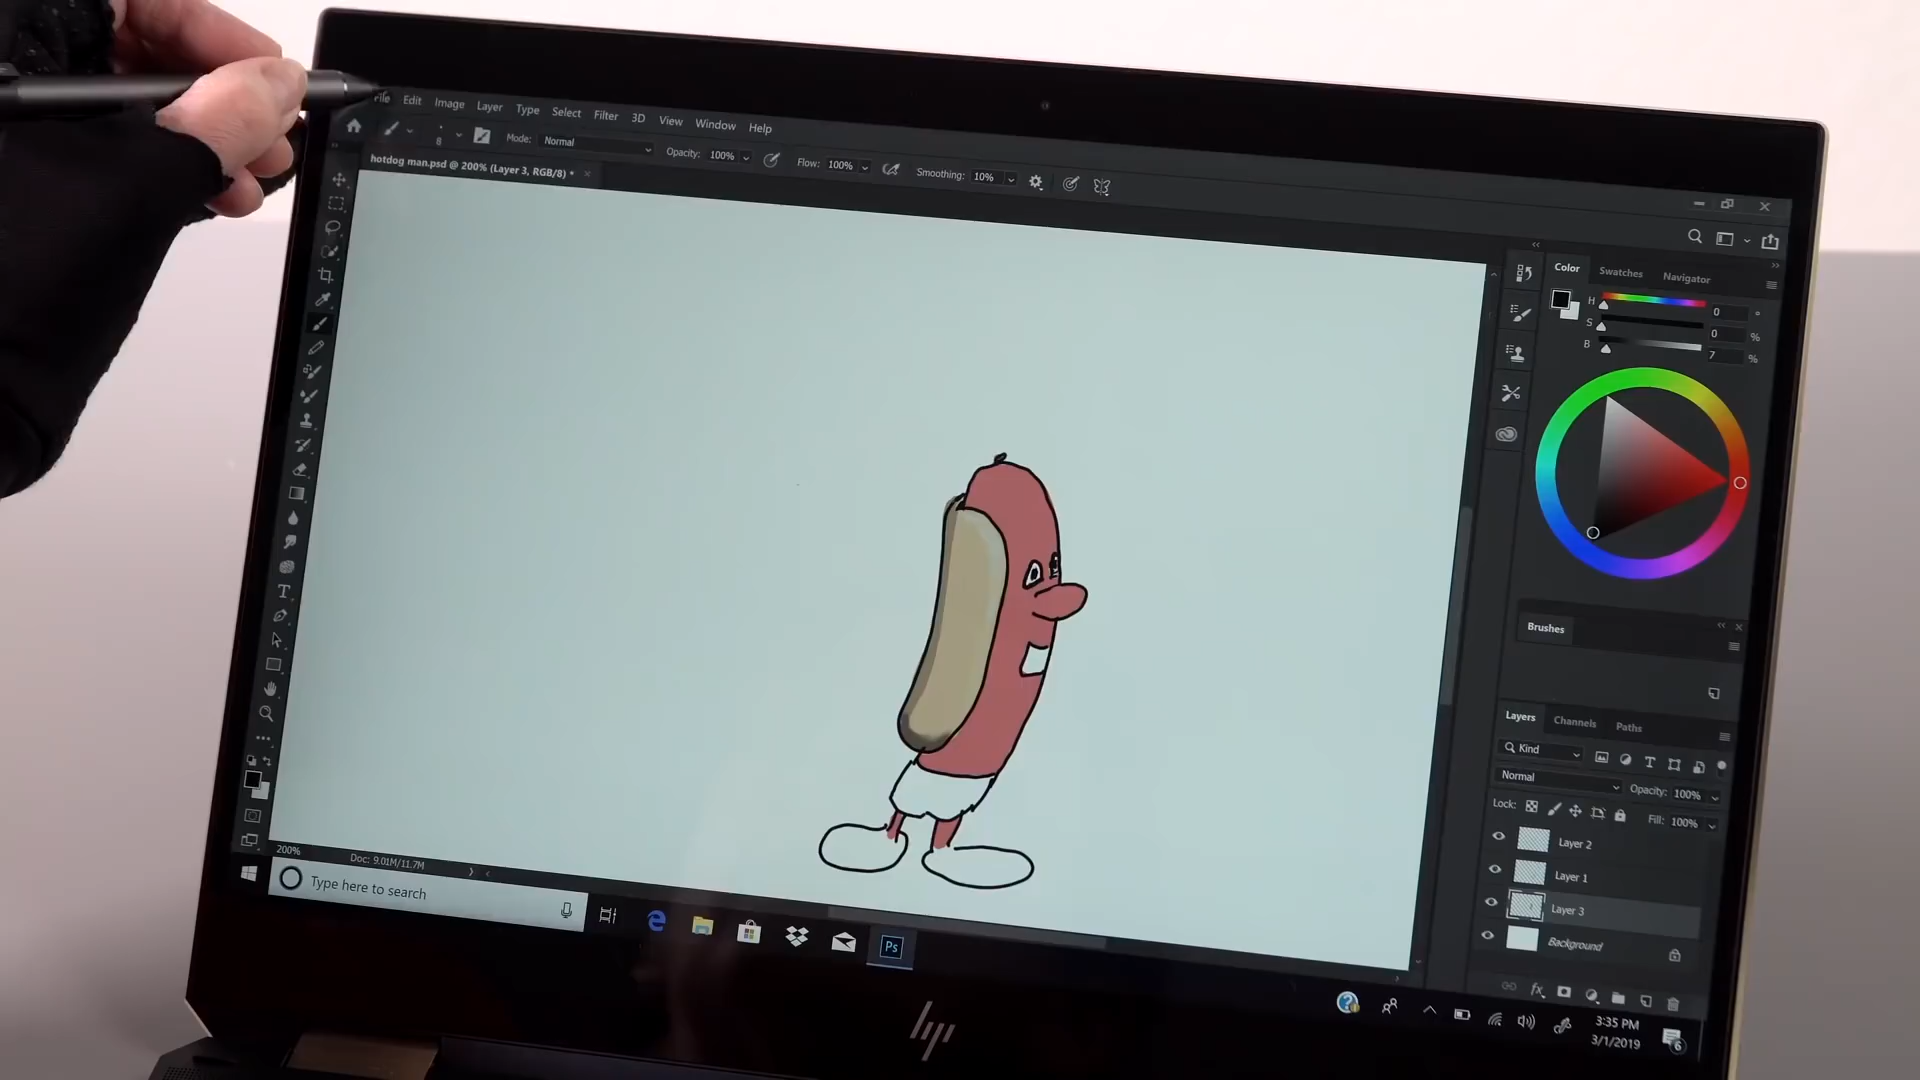 File Edit Image Layer Type Select Filter 3D View Window Help
8 Mode: Normal Opacity: 100% Flow: 100% Smoothing: 10%
hotdog man.psd @ 200% (Layer 3, RGB/8) *
Color Swatches Navigator
H 0 °
S 0 %
B 7 %
Brushes
Layers Channels Paths
Kind
Normal Opacity: 100%
Lock: Fill: 100%
Layer 2
Layer 1
Layer 3
Background
200% Doc: 9.01M/11.7M
Type here to search
Ps
3:35 PM
3/1/2019
6
hp